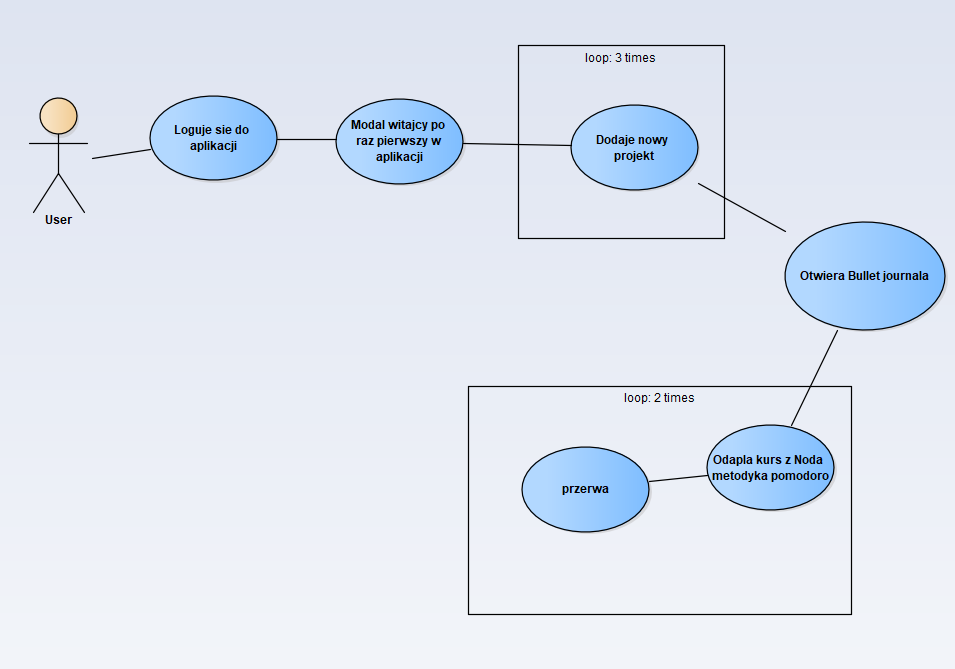 loop: 3 times
Loguje sie do
aplikacji
Modal witajcy po
raz pierwszy w
aplikacji
Dodaje nowy
projekt
User
Otwiera Bullet journala
loop: 2 times
Odapla kurs z Noda
metodyka pomodoro
przerwa